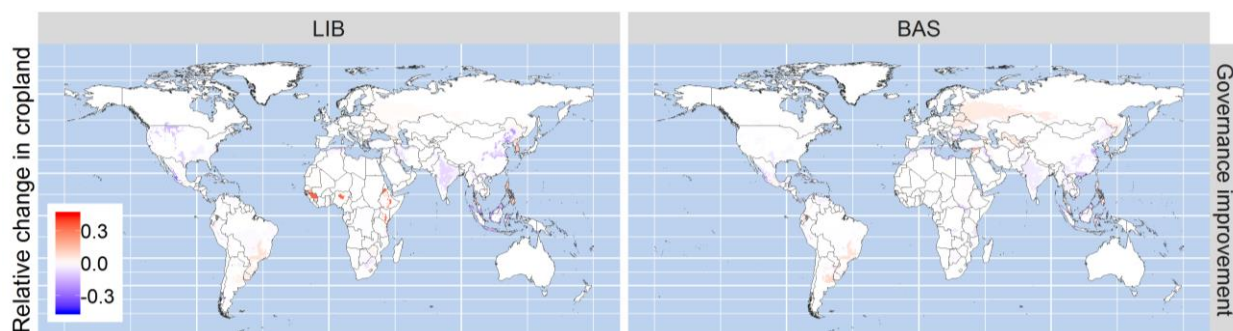 LIB
BAS
Relative change in cropland
0.3
0.0
-0.3
Governance improvement